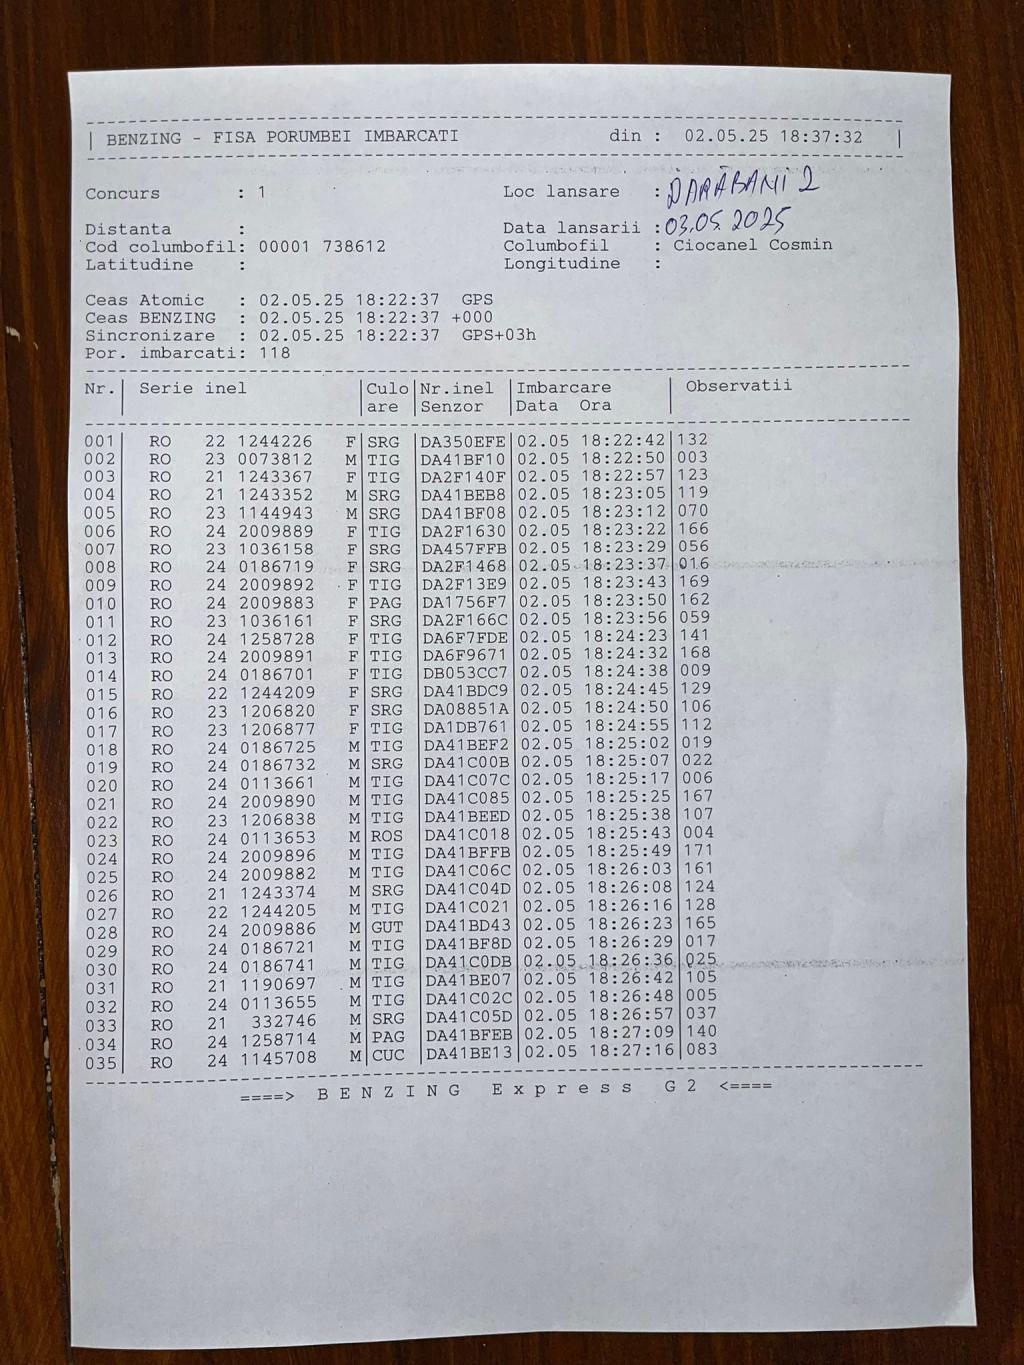 BENZING - FISA PORUMBEI IMBARCATI din : 02.05.25 18:37:32
Concurs : 1 Loc lansare : DARABANI 2
Distanta : Data lansarii : 03.05.2025
Cod columbofil: 00001 738612 Columbofil : Ciocanel Cosmin
Latitudine : Longitudine :
Ceas Atomic : 02.05.25 18:22:37 GPS
Ceas BENZING : 02.05.25 18:22:37 +000
Sincronizare : 02.05.25 18:22:37 GPS+03h
Por. imbarcati: 118
Nr.| Serie inel |Culo|Nr.inel |Imbarcare | Observatii
| |are |Senzor |Data Ora |
001| RO 22 1244226 F|SRG|DA350EFE|02.05 18:22:42|132
002| RO 23 0073812 M|TIG|DA41BF10|02.05 18:22:50|003
003| RO 21 1243367 F|TIG|DA2F140F|02.05 18:22:57|123
004| RO 21 1243352 M|SRG|DA41BEB8|02.05 18:23:05|119
005| RO 23 1144943 M|SRG|DA41BF08|02.05 18:23:12|070
006| RO 24 2009889 F|TIG|DA2F1630|02.05 18:23:22|166
007| RO 23 1036158 F|SRG|DA457FFB|02.05 18:23:29|056
008| RO 24 0186719 F|SRG|DA2F1468|02.05 18:23:37|016
009| RO 24 2009892 F|TIG|DA2F13E9|02.05 18:23:43|169
010| RO 24 2009883 F|PAG|DA1756F7|02.05 18:23:50|162
011| RO 23 1036161 F|SRG|DA2F166C|02.05 18:23:56|059
012| RO 24 1258728 F|TIG|DA6F7FDE|02.05 18:24:23|141
013| RO 24 2009891 F|TIG|DA6F9671|02.05 18:24:32|168
014| RO 24 0186701 F|TIG|DB053CC7|02.05 18:24:38|009
015| RO 22 1244209 F|SRG|DA41BDC9|02.05 18:24:45|129
016| RO 23 1206820 F|SRG|DA08851A|02.05 18:24:50|106
017| RO 23 1206877 F|TIG|DA1DB761|02.05 18:24:55|112
018| RO 24 0186725 M|TIG|DA41BEF2|02.05 18:25:02|019
019| RO 24 0186732 M|SRG|DA41C00B|02.05 18:25:07|022
020| RO 24 0113661 M|TIG|DA41C07C|02.05 18:25:17|006
021| RO 24 2009890 M|TIG|DA41C085|02.05 18:25:25|167
022| RO 23 1206838 M|TIG|DA41BEED|02.05 18:25:38|107
023| RO 24 0113653 M|ROS|DA41C018|02.05 18:25:43|004
024| RO 24 2009896 M|TIG|DA41BFFB|02.05 18:25:49|171
025| RO 24 2009882 M|TIG|DA41C06C|02.05 18:26:03|161
026| RO 21 1243374 M|SRG|DA41C04D|02.05 18:26:08|124
027| RO 22 1244205 M|TIG|DA41C021|02.05 18:26:16|128
028| RO 24 2009886 M|GUT|DA41BD43|02.05 18:26:23|165
029| RO 24 0186721 M|TIG|DA41BF8D|02.05 18:26:29|017
030| RO 24 0186741 M|TIG|DA41C0DB|02.05 18:26:36|025
031| RO 21 1190697 M|TIG|DA41BE07|02.05 18:26:42|105
032| RO 24 0113655 M|TIG|DA41C02C|02.05 18:26:48|005
033| RO 21 332746 M|SRG|DA41C05D|02.05 18:26:57|037
034| RO 24 1258714 M|PAG|DA41BFEB|02.05 18:27:09|140
035| RO 24 1145708 M|CUC|DA41BE13|02.05 18:27:16|083
====> B E N Z I N G E x p r e s s G 2 <====